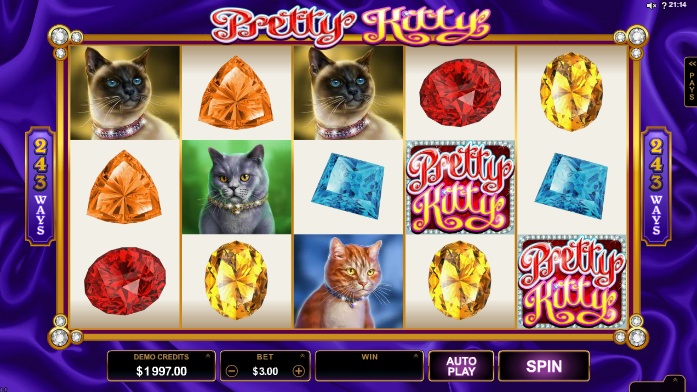 Pretty Kitty
? 21:14
« PAYS
243 WAYS
243 WAYS
Pretty
Kitty
Pretty
Kitty
DEMO CREDITS
$1997.00
BET
$3.00
WIN
AUTO
PLAY
SPIN